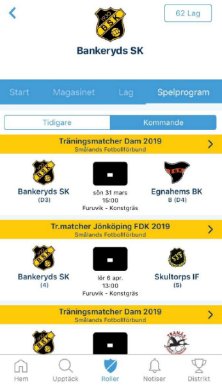 62 Lag
Bankeryds SK
Start Magasinet Lag Spelprogram
Tidigare Kommande
Träningsmatcher Dam 2019
Smålands Fotbollförbund
-
Bankeryds SK
(D3)
sön 31 mars
15:00
Furuvik - Konstgräs
Egnahems BK
B (D4)
Tr.matcher Jönköping FDK 2019
Smålands Fotbollförbund
-
Bankeryds SK
(4)
lör 6 apr.
13:00
Furuvik - Konstgräs
Skultorps IF
(5)
Träningsmatcher Dam 2019
Smålands Fotbollförbund
-
Hem Upptäck Roller Notiser District